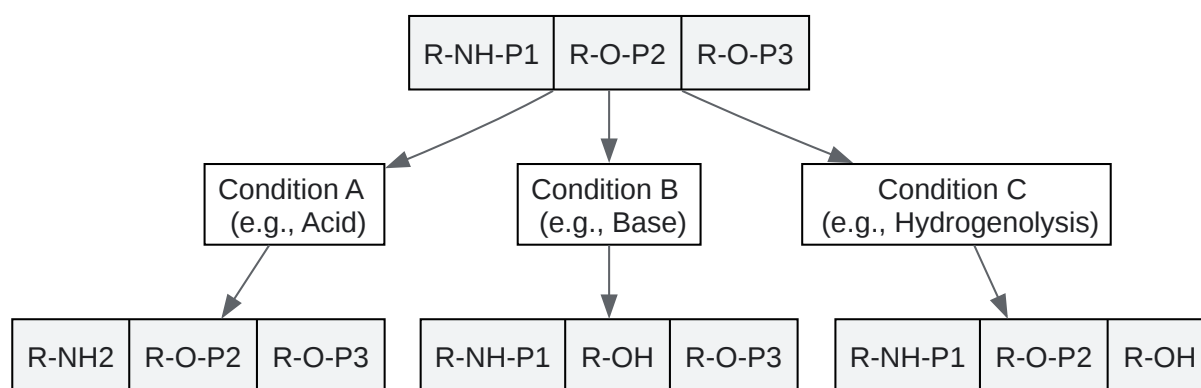 R-NH-P1 R-O-P2 R-O-P3
Condition A
(e.g., Acid)
Condition B
(e.g., Base)
Condition C
(e.g., Hydrogenolysis)
R-NH2 R-O-P2 R-O-P3
R-NH-P1 R-OH R-O-P3
R-NH-P1 R-O-P2 R-OH